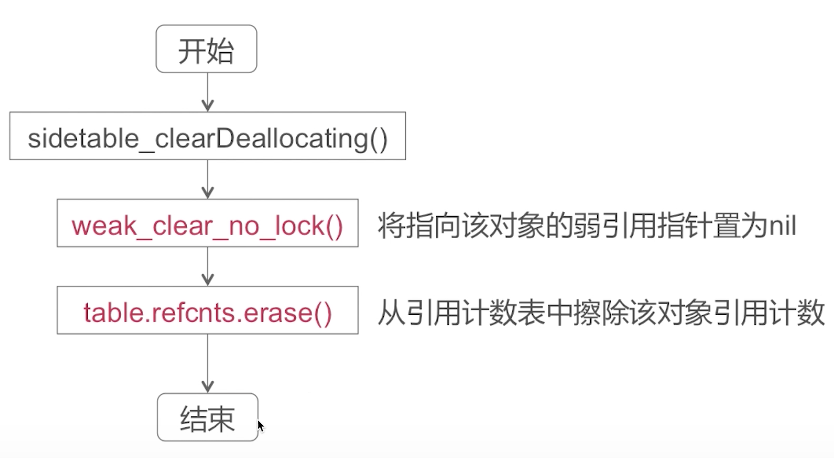 开始
sidetable_clearDeallocating()
weak_clear_no_lock() 将指向该对象的弱引用指针置为nil
table.refcnts.erase() 从引用计数表中擦除该对象引用计数
结束